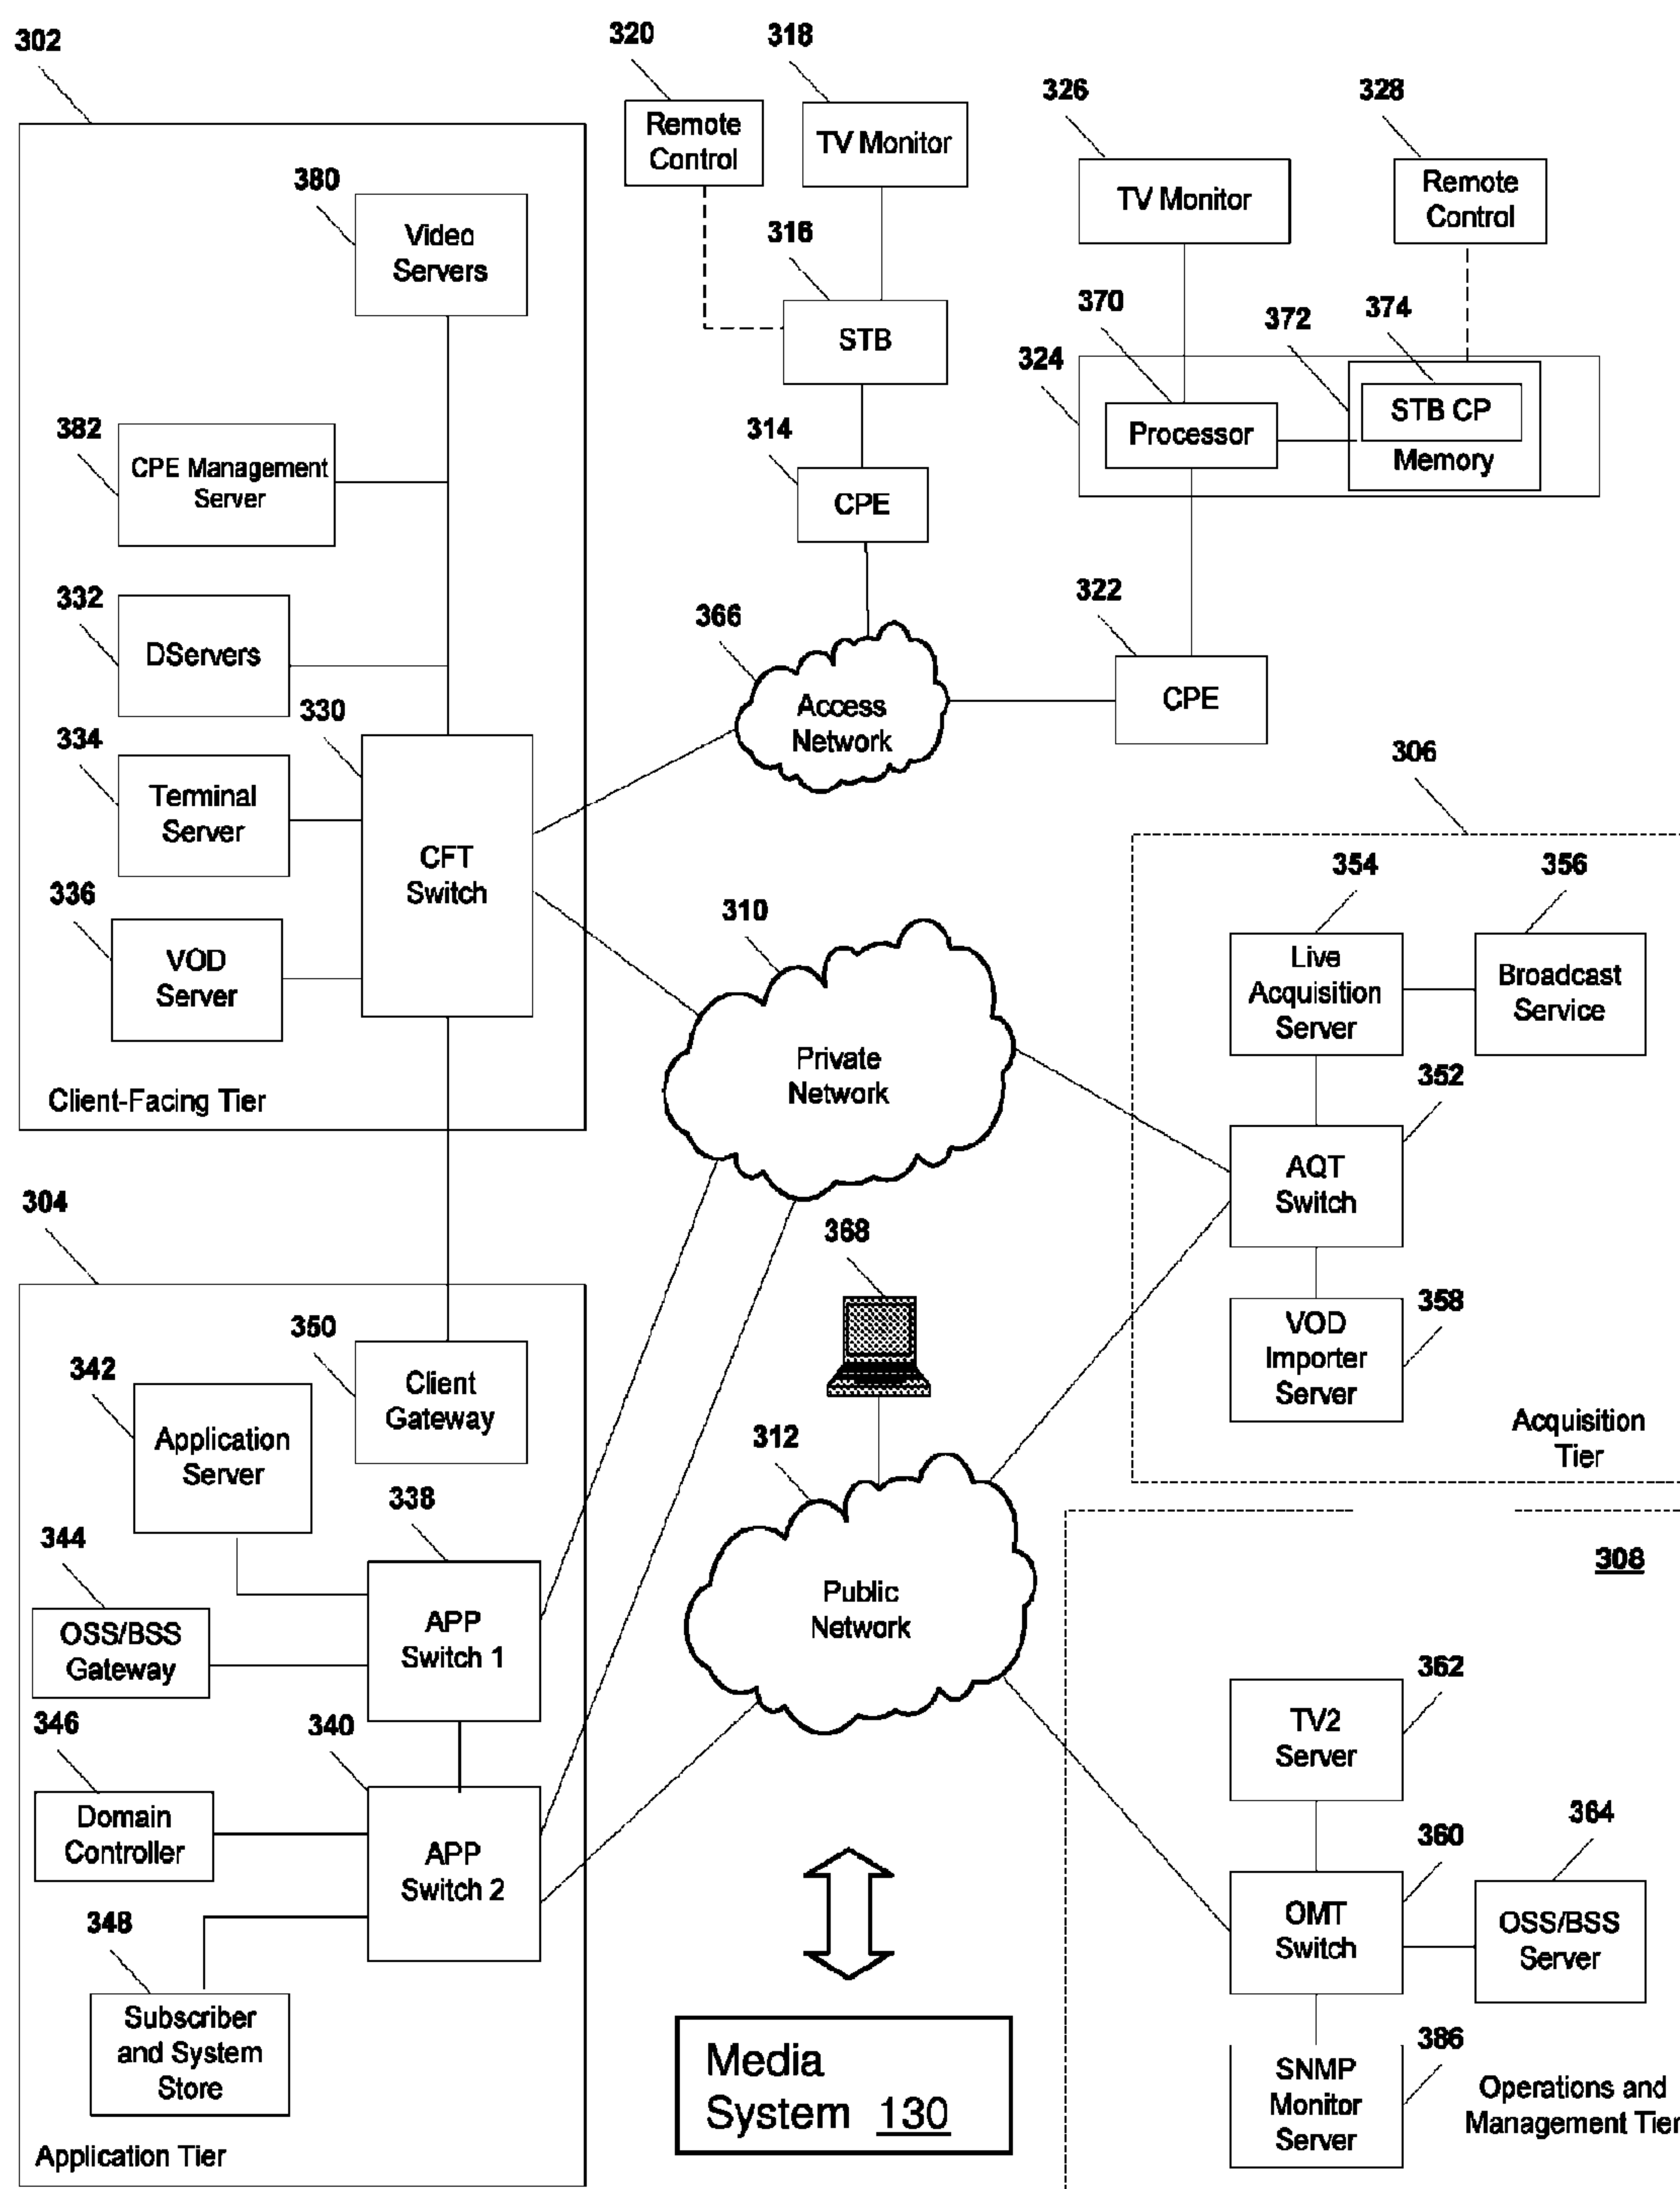 302
320
318
326
328
Remote
Control
TV Monitor
TV Monitor
Remote
Control
380
Video
Servers
316
STB
370
372
374
324
STB CP
Processor
Memory
382
CPE Management
Server
314
CPE
322
CPE
332
DServers
366
Access
Network
330
334
Terminal
Server
CFT
Switch
336
VOD
Server
Client-Facing Tier
306
310
Private
Network
354
356
Live
Acquisition
Server
Broadcast
Service
352
AQT
Switch
358
VOD
Importer
Server
Acquisition
Tier
304
368
350
Client
Gateway
342
Application
Server
338
344
OSS/BSS
Gateway
APP
Switch 1
346
340
Domain
Controller
APP
Switch 2
348
Subscriber
and System
Store
Application Tier
312
Public
Network
308
362
TV2
Server
360
364
OMT
Switch
OSS/BSS
Server
386
SNMP
Monitor
Server
Operations and
Management Tier
Media
System 130